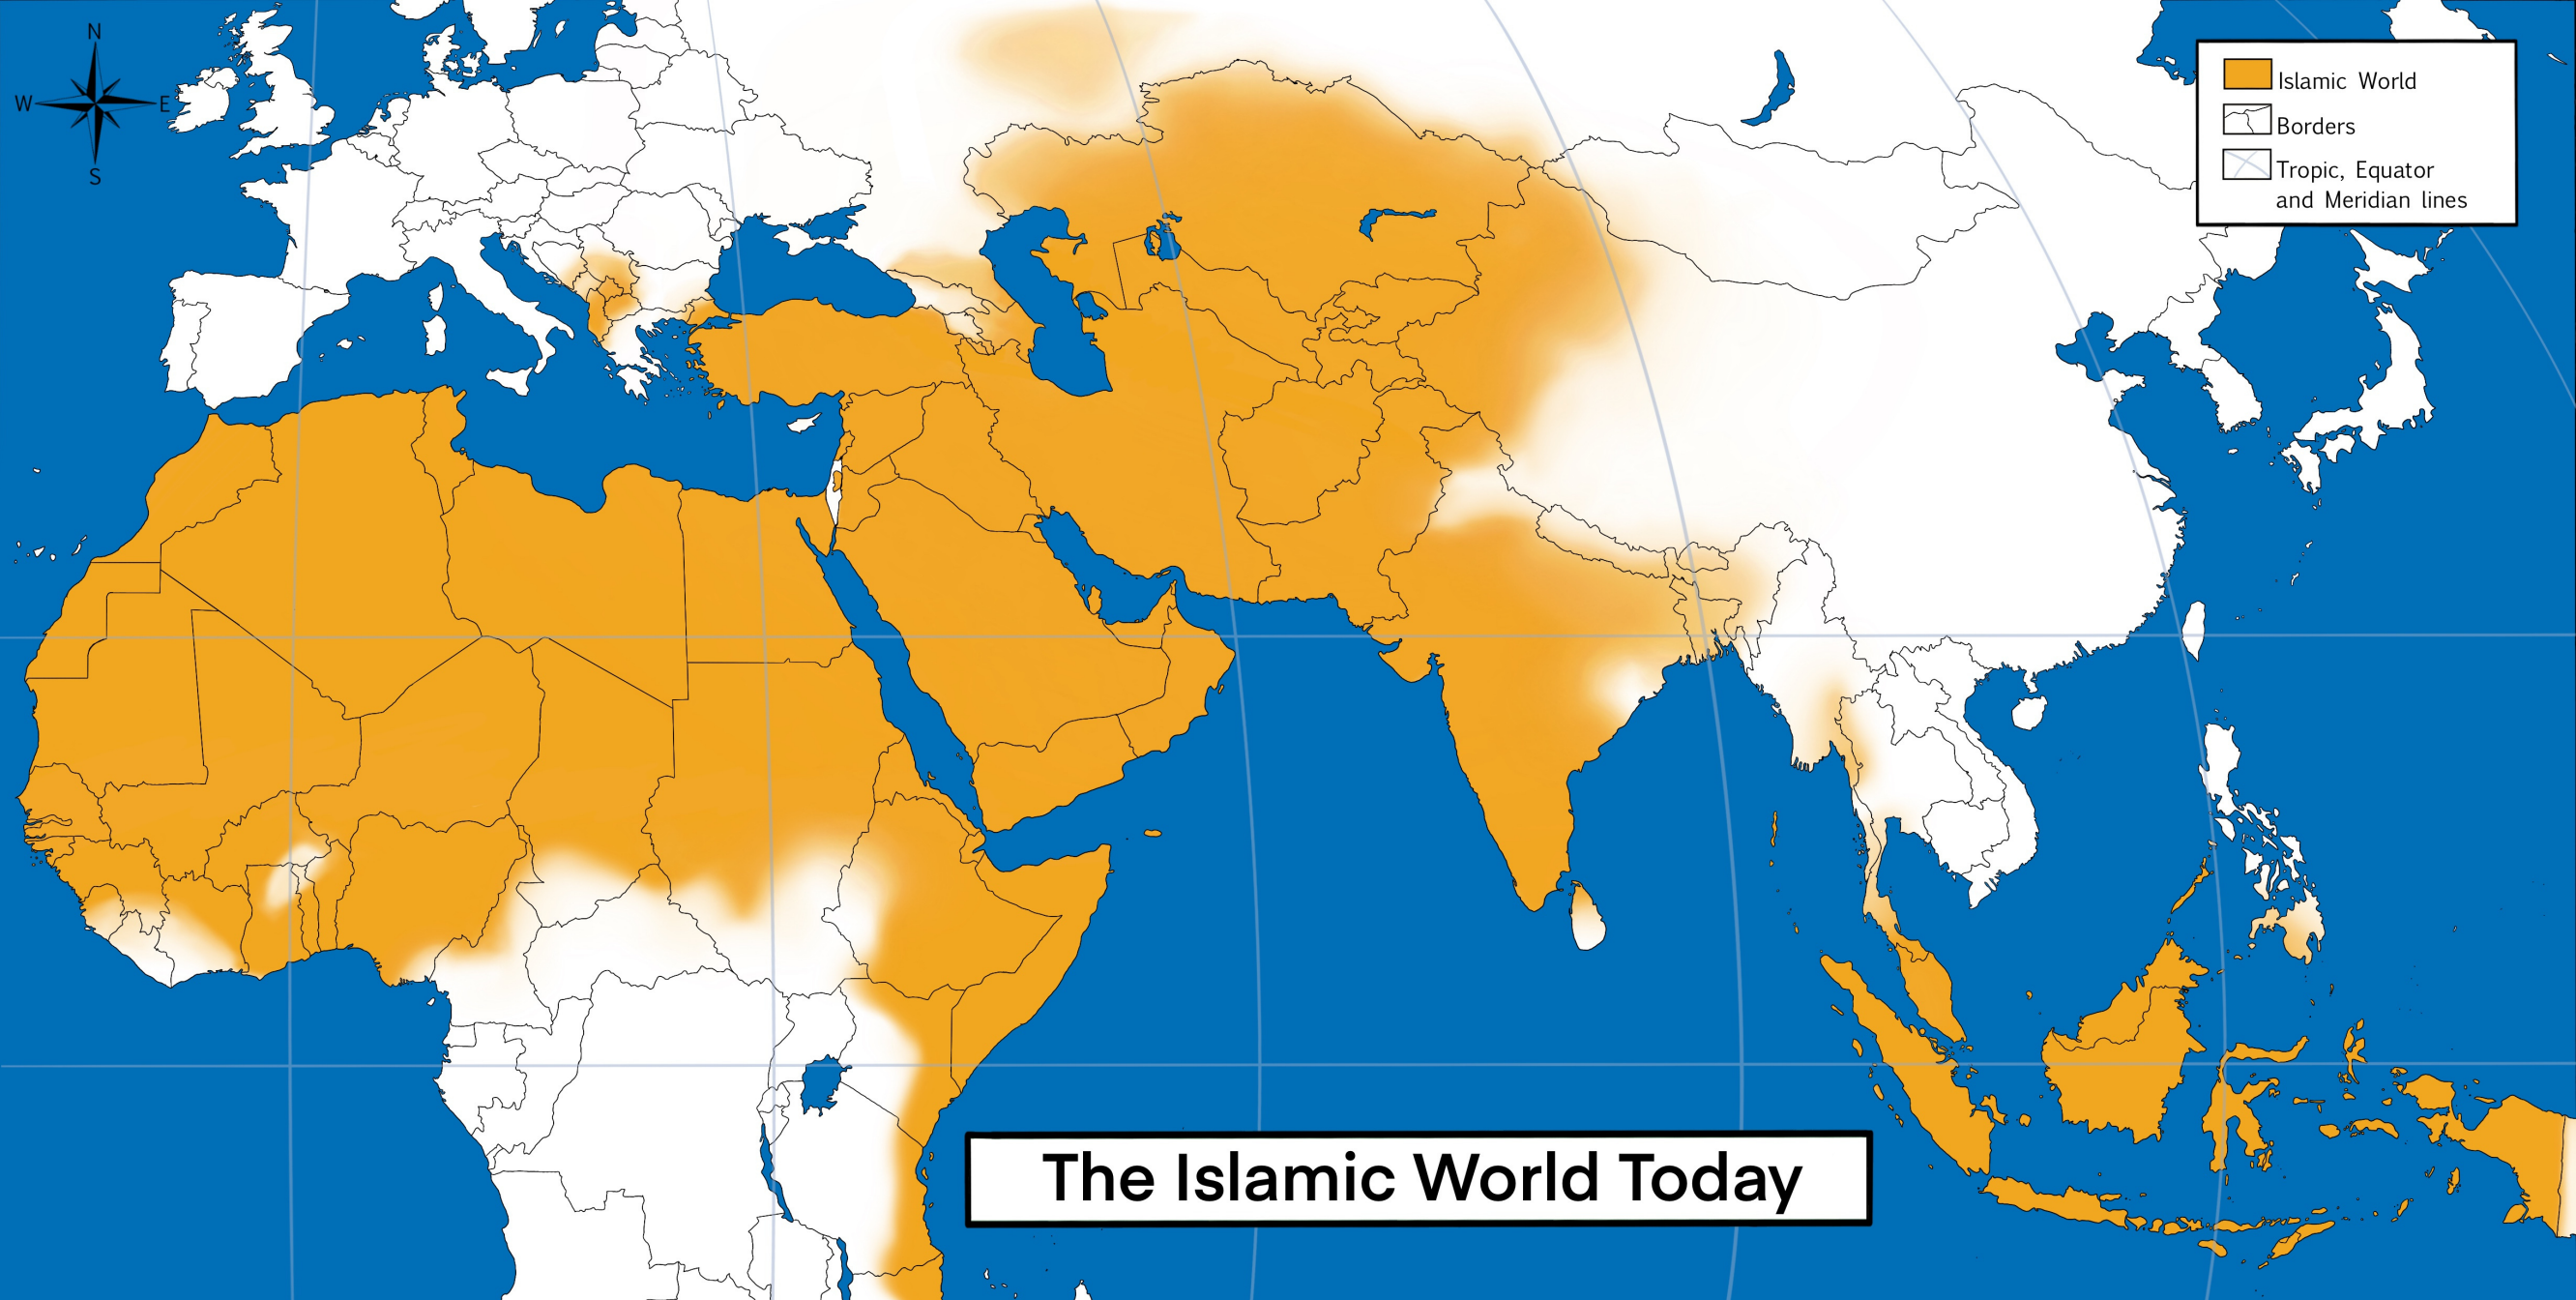 N
W
E
S
Islamic World
Borders
Tropic, Equator
and Meridian lines
The Islamic World Today